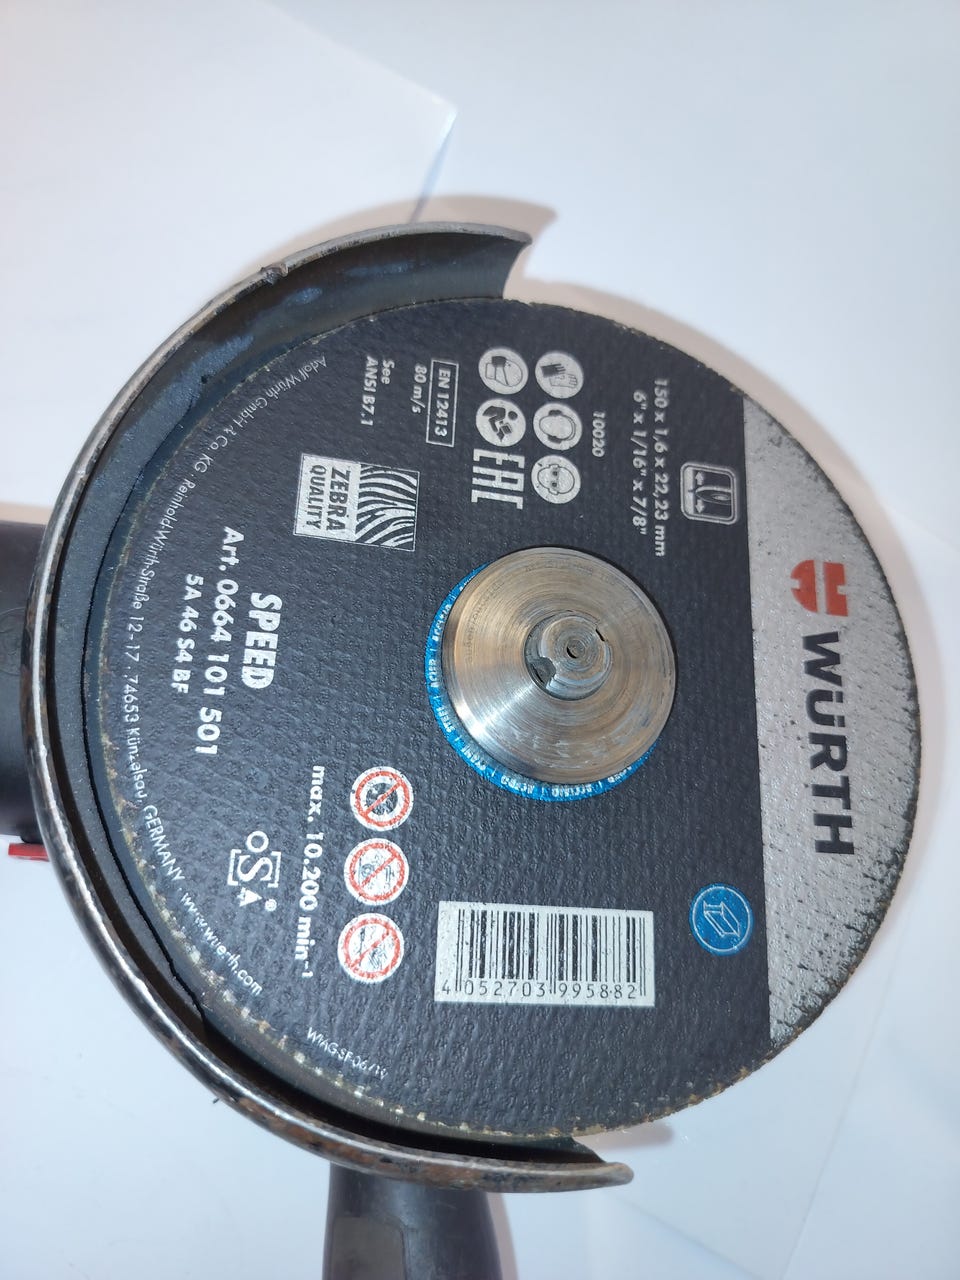 WÜRTH
150 x 1,6 x 22,23 mm
6" x 1/16" x 7/8"
10020
EAC
EN 12413
80 m/s
See
ANSI B7.1
ZEBRA
QUALITY
SPEED
Art. 0664 101 501
5A 46 S4 BF
max. 10.200 min-1
oSa®
4 052703 995882
Adolf Würth GmbH & Co. KG · Reinhold-Würth-Straße 12 - 17 · 74653 Künzelsau, GERMANY · www.wuerth.com